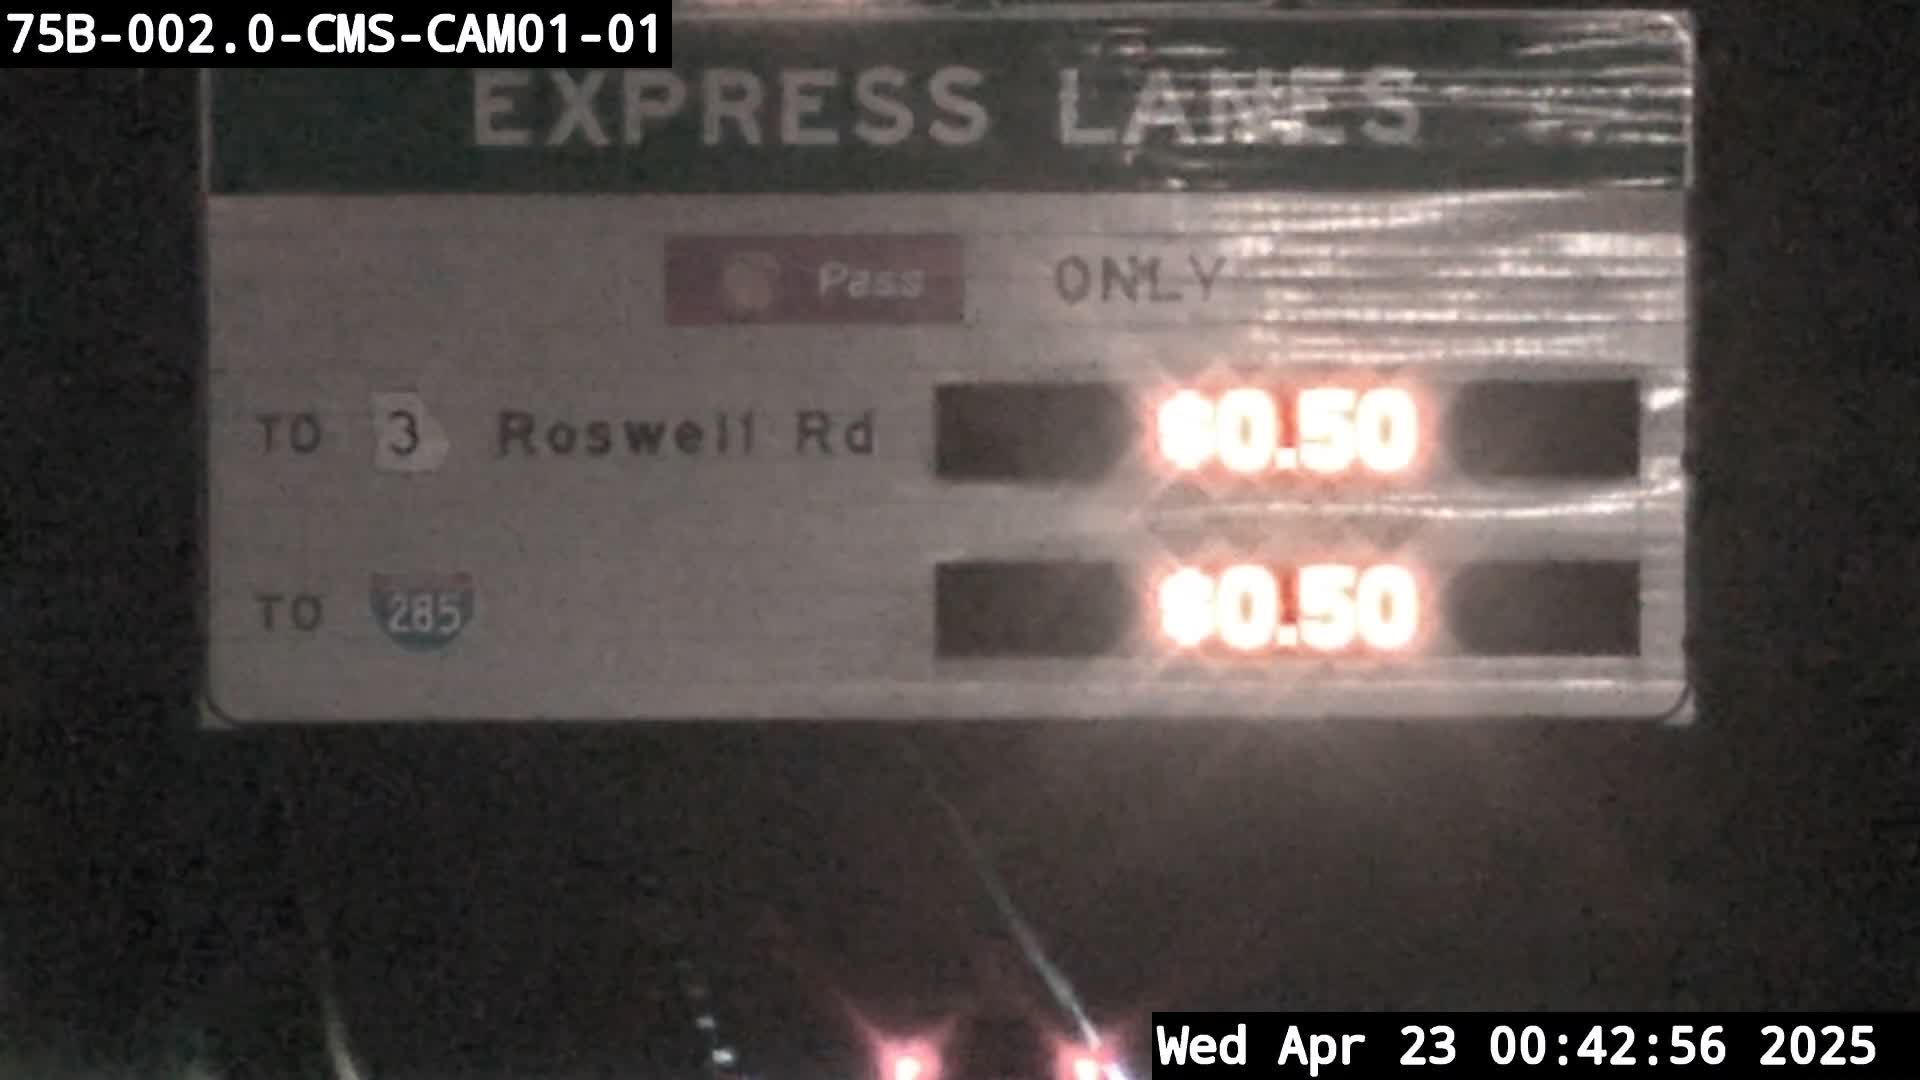 75B-002.0-CMS-CAM01-01
EXPRESS LANES
Pass ONLY
TO 3 Roswell Rd $0.50
TO 285 $0.50
Wed Apr 23 00:42:56 2025